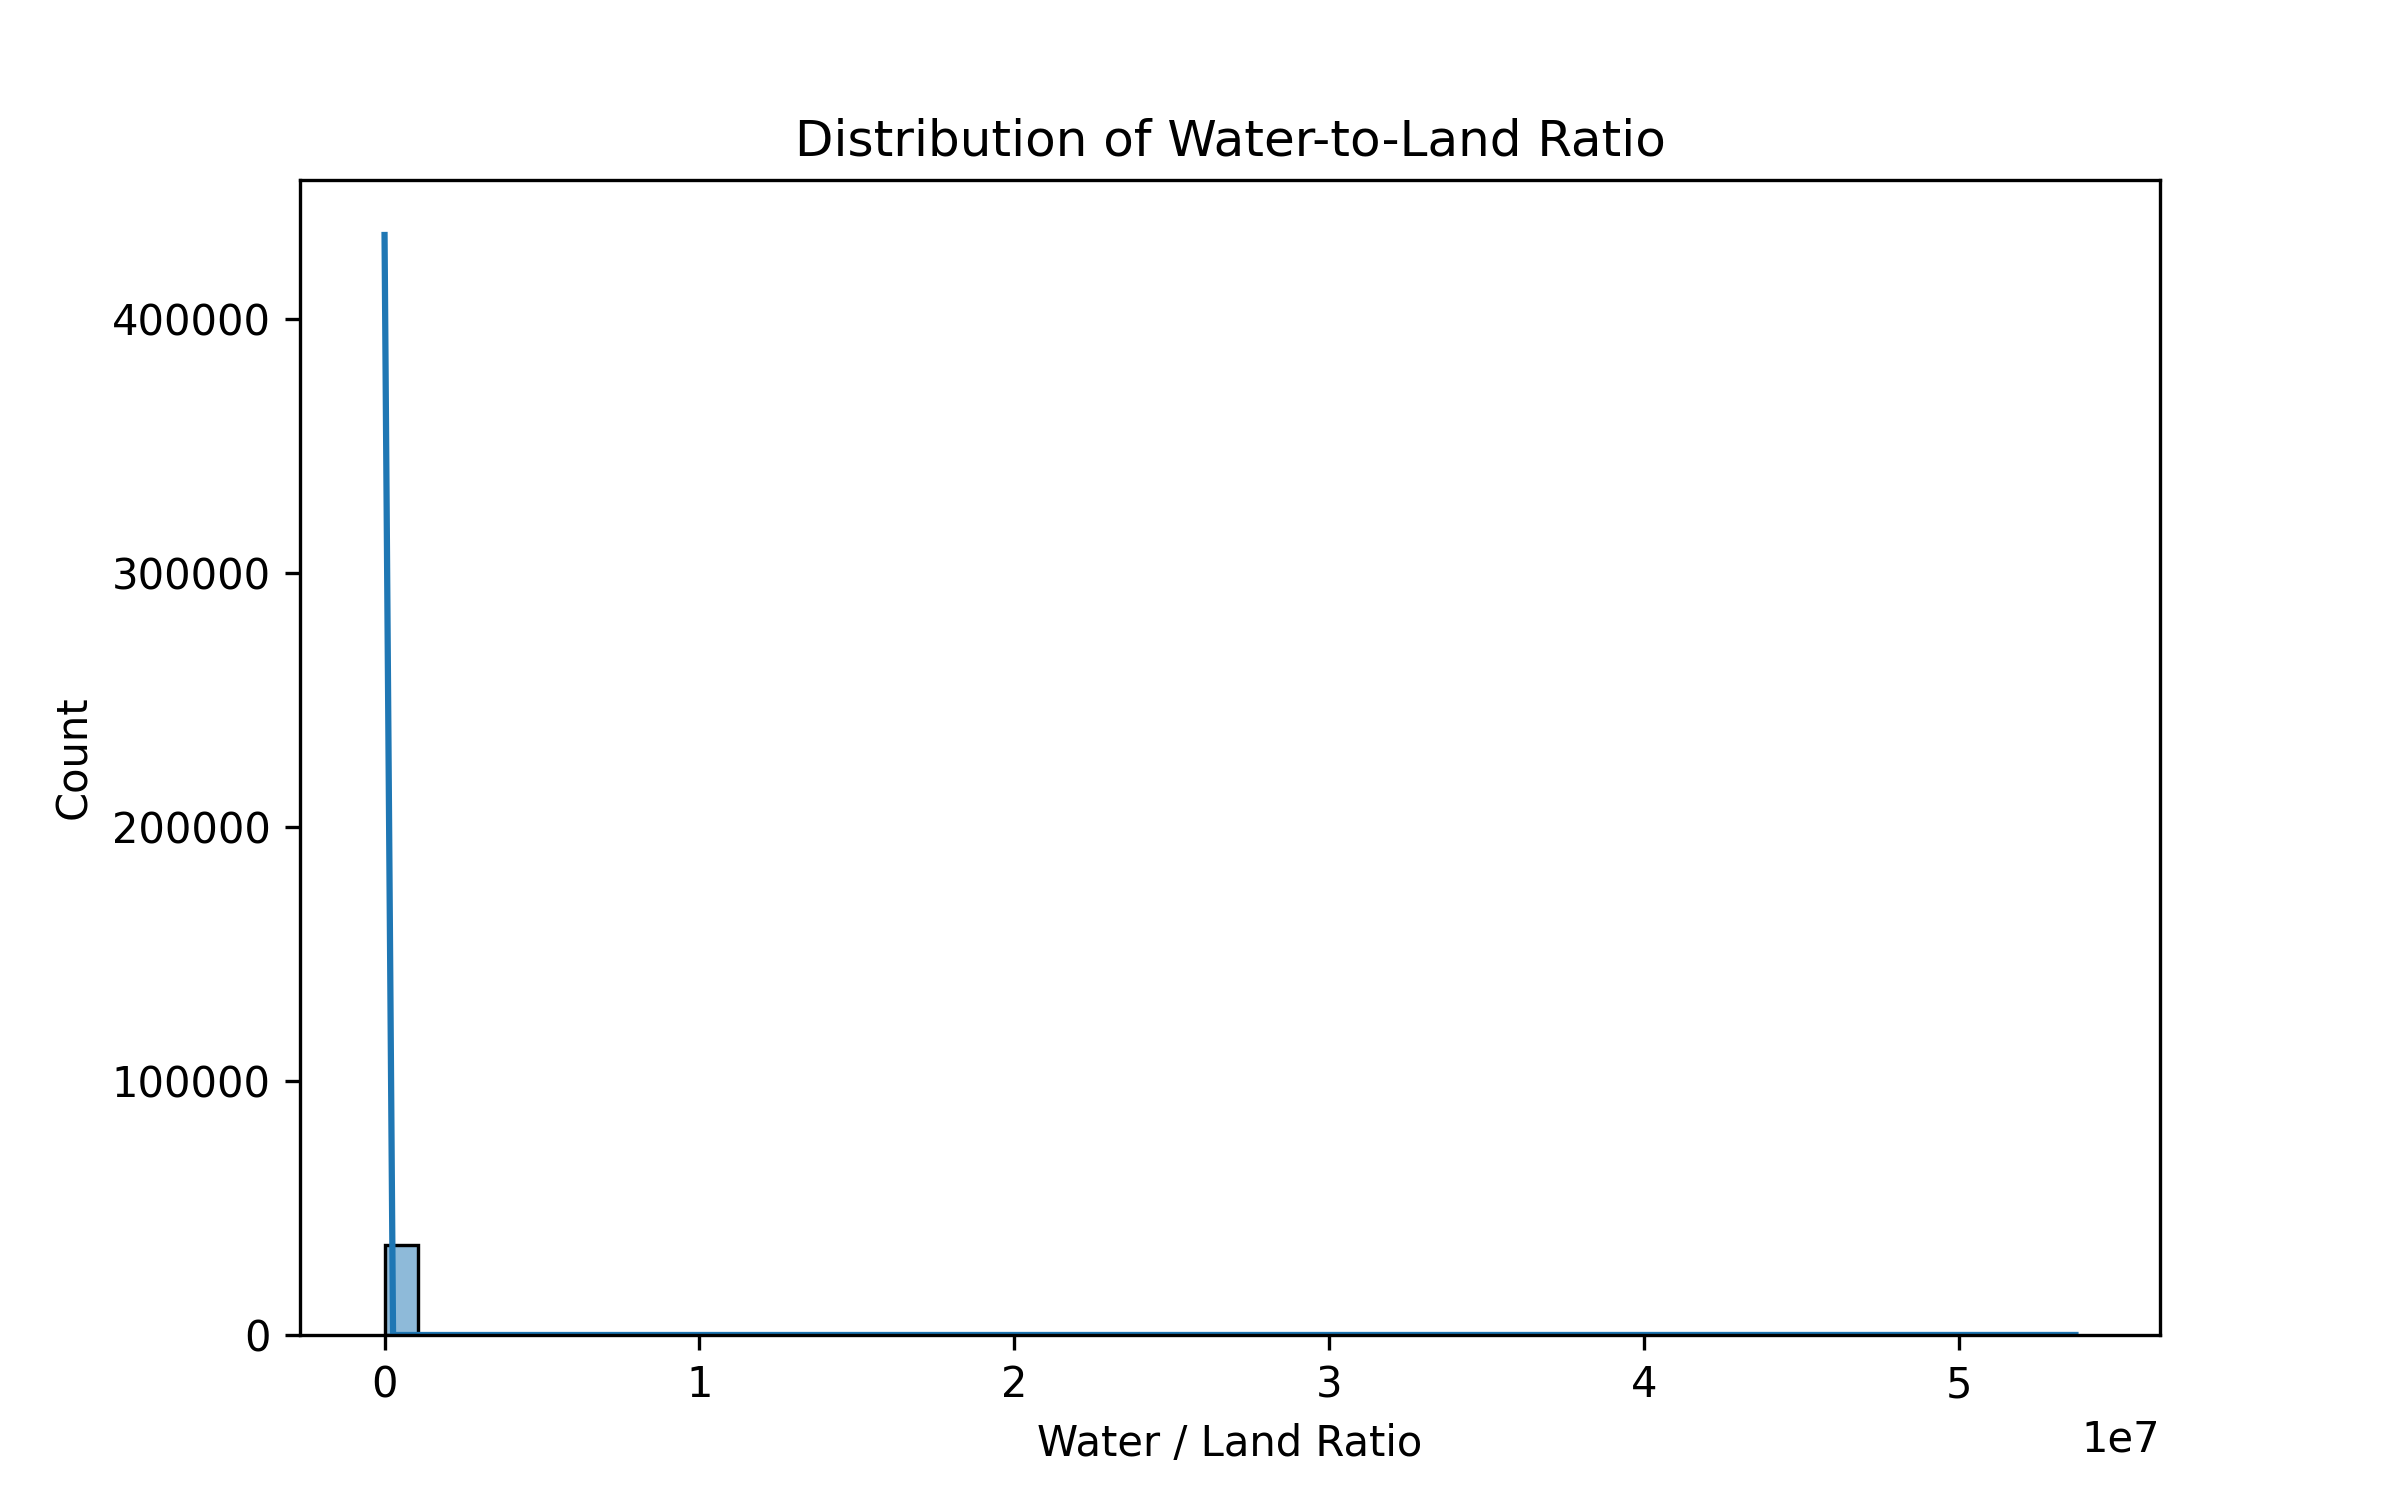 Distribution of Water-to-Land Ratio
400000
300000
200000
100000
0
Count
0 1 2 3 4 5
1e7
Water / Land Ratio